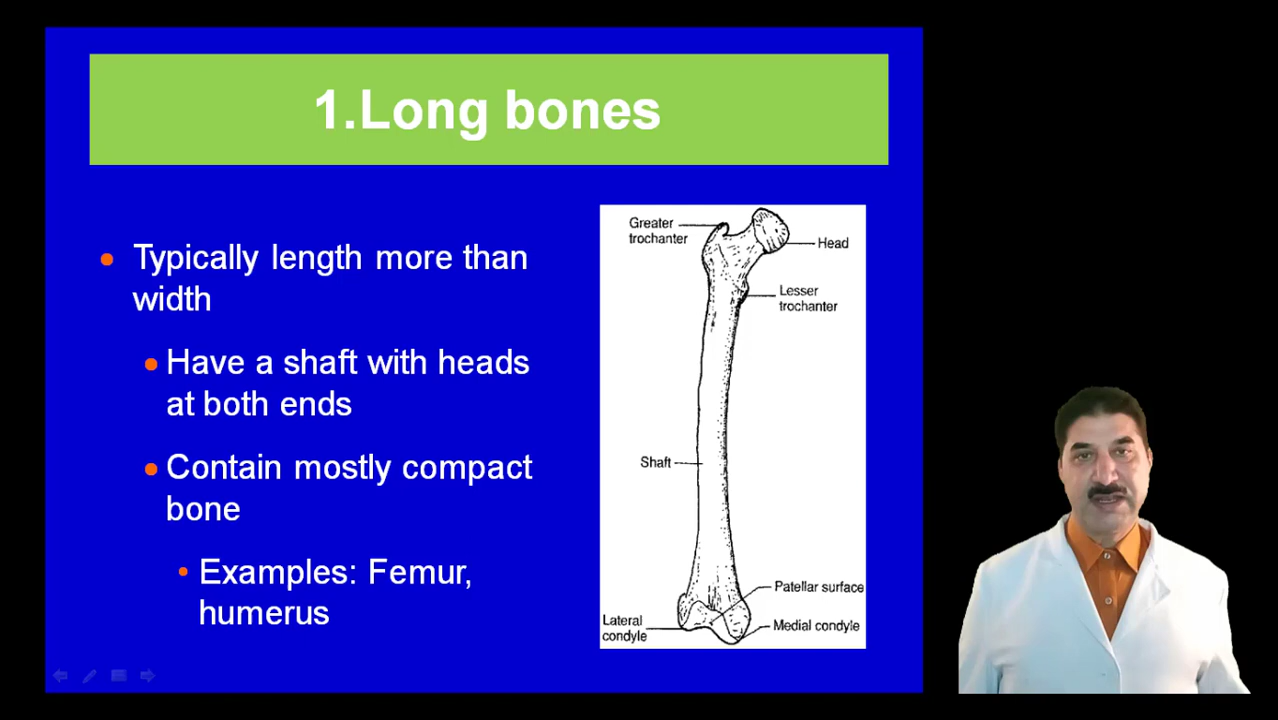 1.Long bones
Typically length more than
width
Have a shaft with heads
at both ends
Contain mostly compact
bone
Examples: Femur,
humerus
Greater
trochanter
Head
Lesser
trochanter
Shaft
Patellar surface
Lateral
condyle
Medial condyle